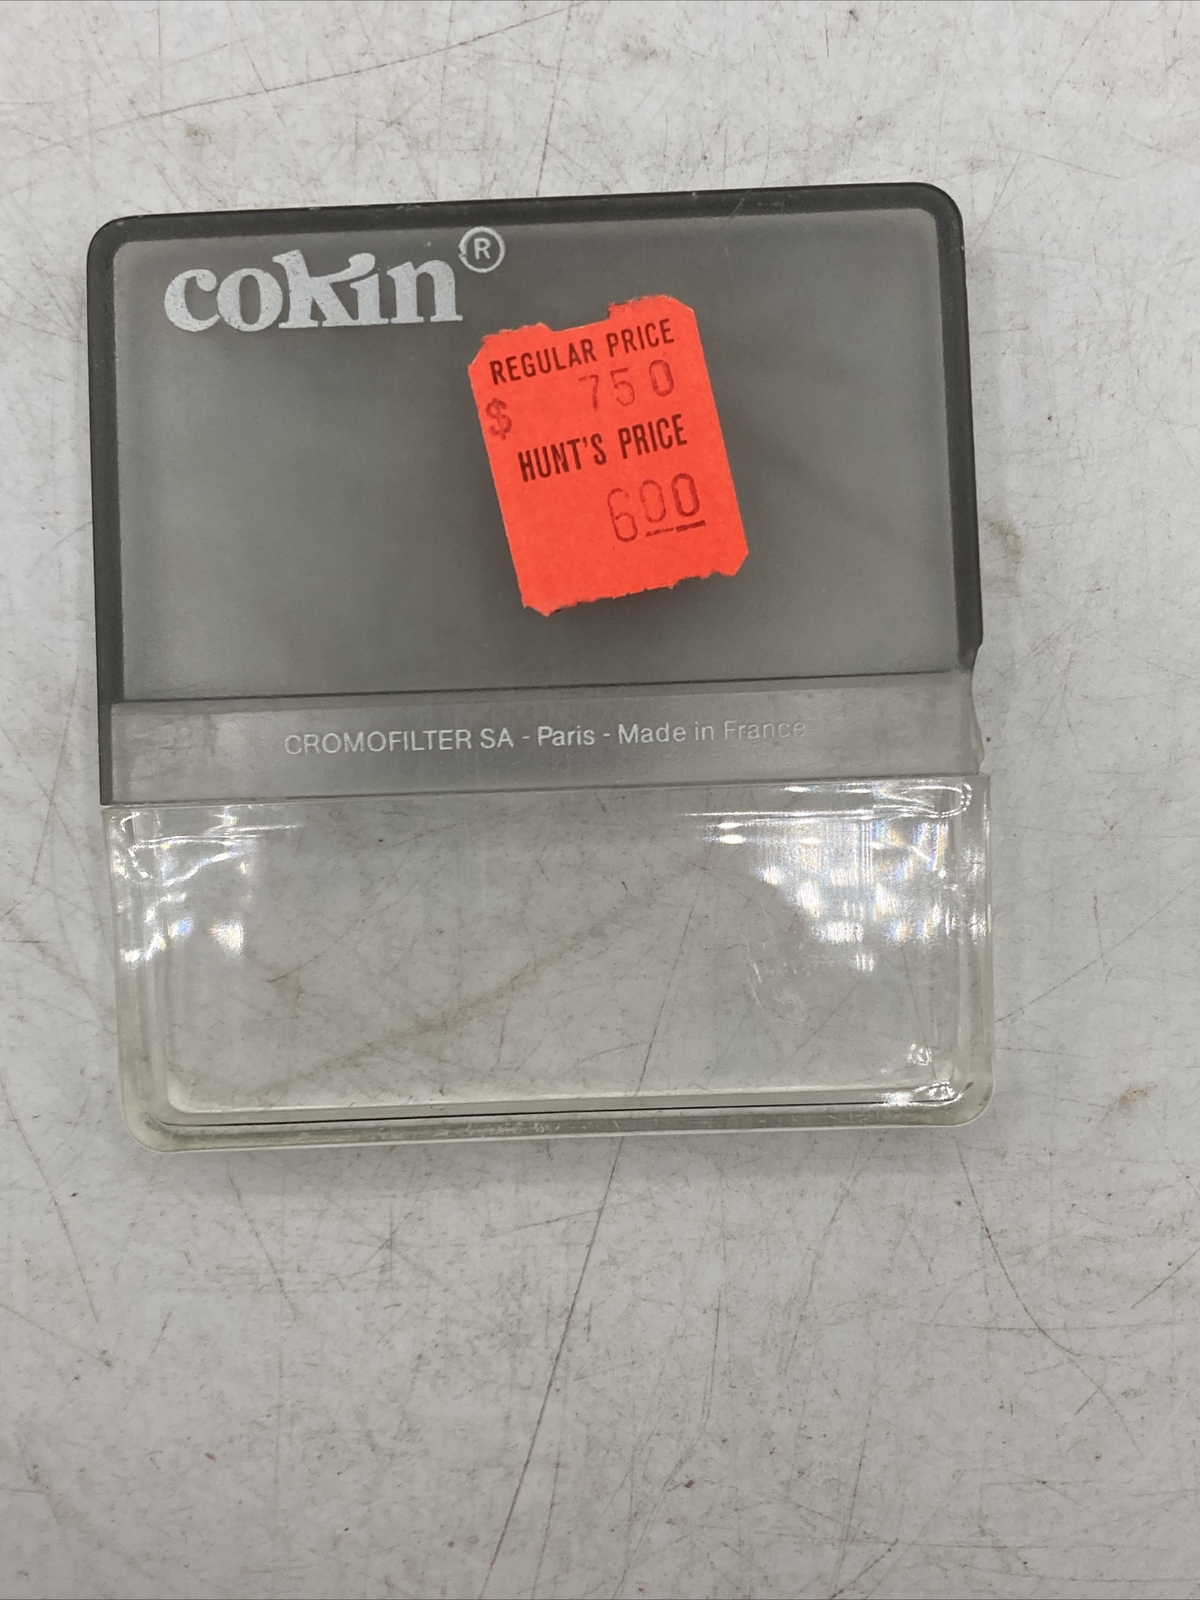 cokin®
REGULAR PRICE
$ 750
HUNT'S PRICE
600
CROMOFILTER SA - Paris - Made in France